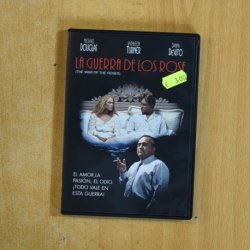 MICHAEL KATHLEEN DANNY
DOUGLAS TURNER DeVITO
LA GUERRA DE LOS ROSE
(THE WAR OF THE ROSES)
EL AMOR, LA
PASIÓN, EL ODIO.
¡TODO VALE EN
ESTA GUERRA!